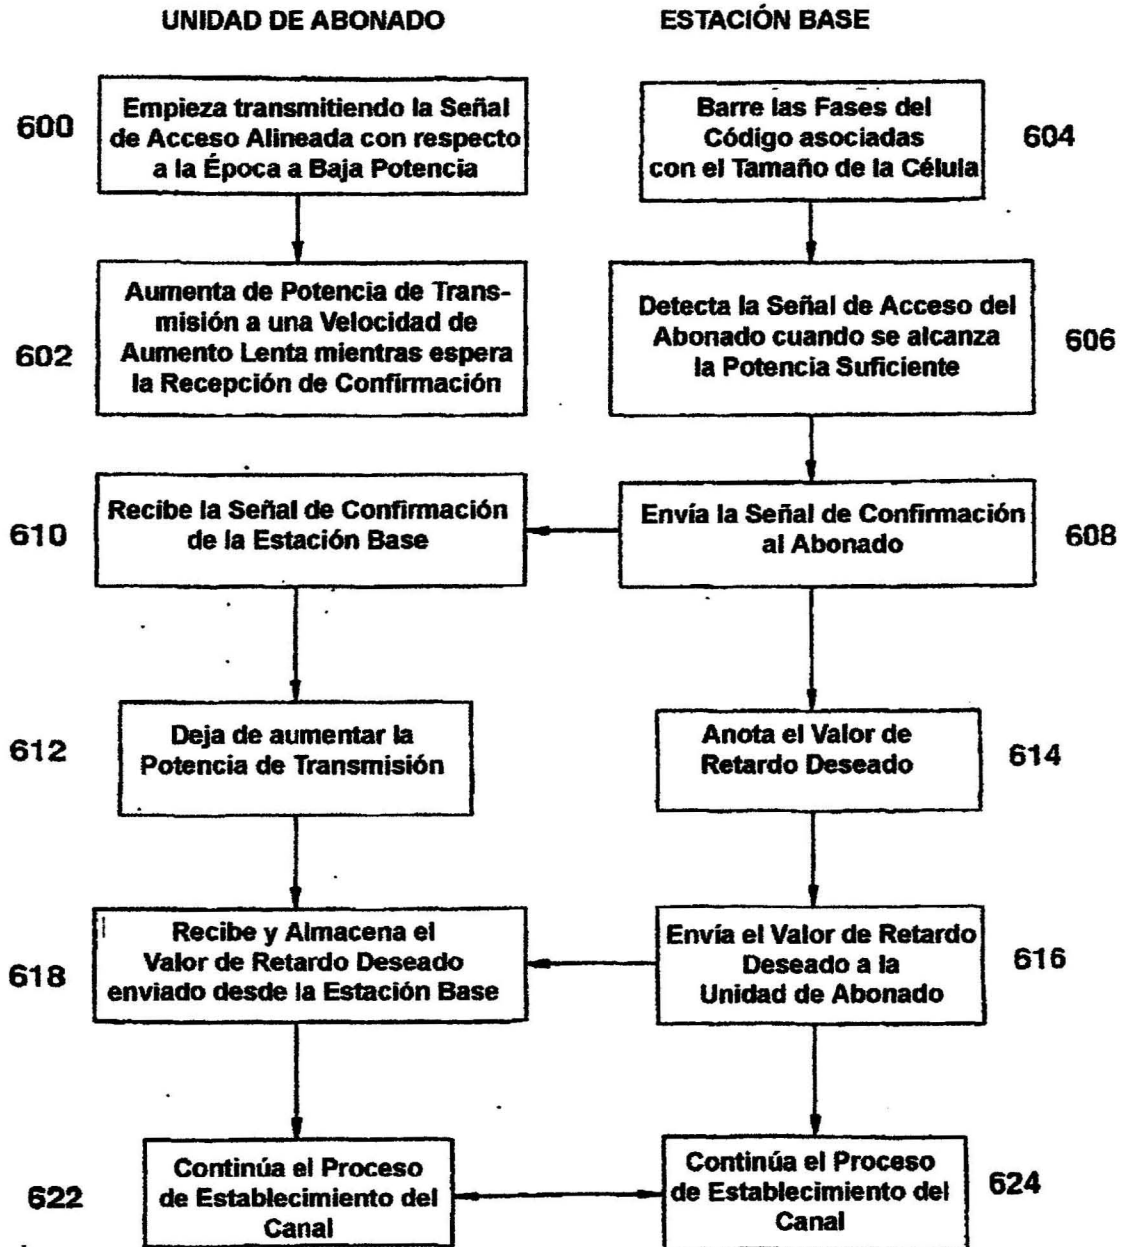 UNIDAD DE ABONADO
ESTACIÓN BASE
600
Empieza transmitiendo la Señal
de Acceso Alineada con respecto
a la Época a Baja Potencia
Barre las Fases del
Código asociadas
con el Tamaño de la Célula
604
602
Aumenta de Potencia de Trans-
misión a una Velocidad de
Aumento Lenta mientras espera
la Recepción de Confirmación
Detecta la Señal de Acceso del
Abonado cuando se alcanza
la Potencia Suficiente
606
610
Recibe la Señal de Confirmación
de la Estación Base
Envía la Señal de Confirmación
al Abonado
608
612
Deja de aumentar la
Potencia de Transmisión
Anota el Valor de
Retardo Deseado
614
618
Recibe y Almacena el
Valor de Retardo Deseado
enviado desde la Estación Base
Envía el Valor de Retardo
Deseado a la
Unidad de Abonado
616
622
Continúa el Proceso
de Establecimiento del
Canal
Continúa el Proceso
de Establecimiento del
Canal
624